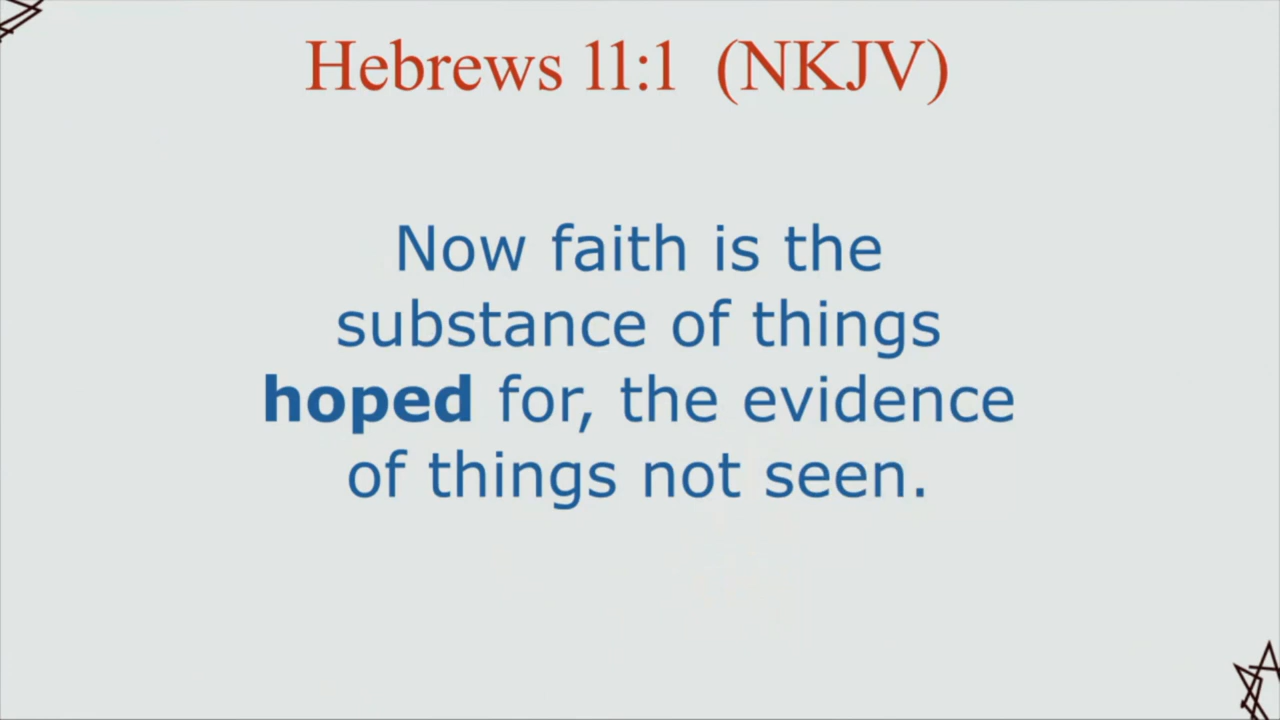 Hebrews 11:1 (NKJV)
Now faith is the
substance of things
hoped for, the evidence
of things not seen.